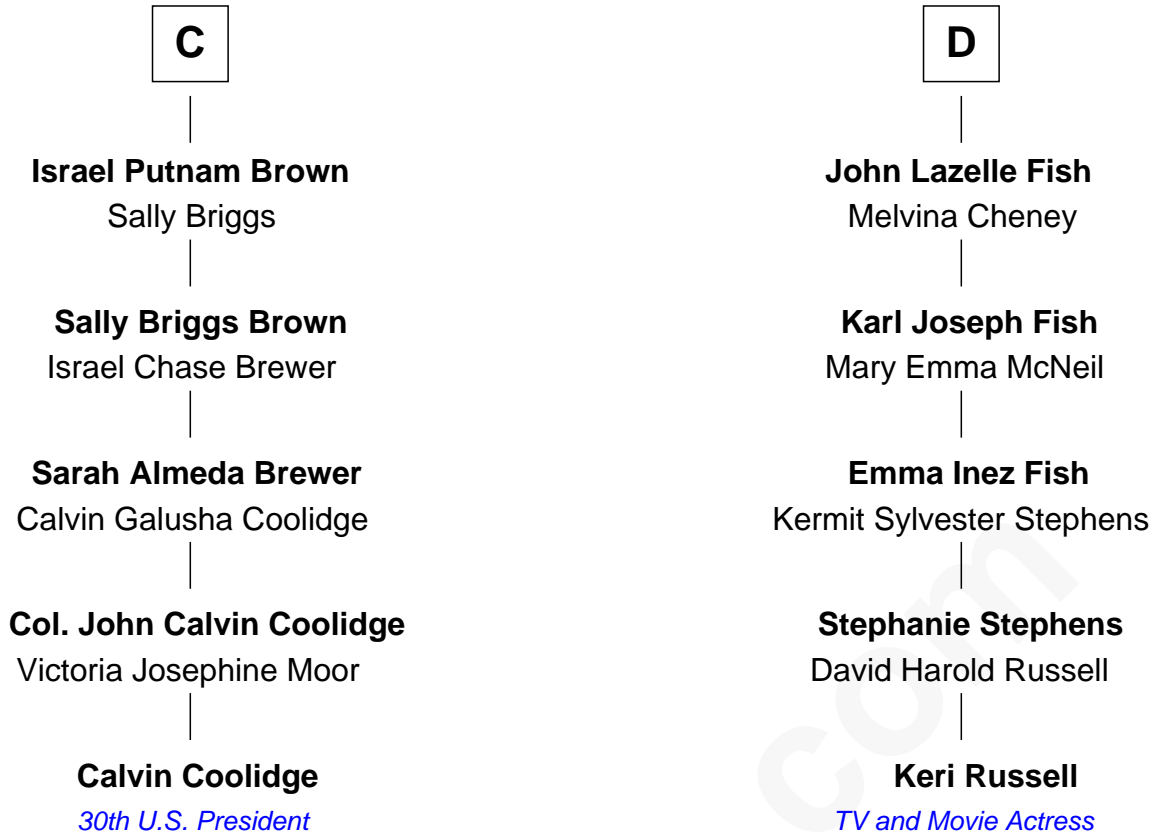 C
Israel Putnam Brown
Sally Briggs
Sally Briggs Brown
Israel Chase Brewer
Sarah Almeda Brewer
Calvin Galusha Coolidge
Col. John Calvin Coolidge
Victoria Josephine Moor
Calvin Coolidge
30th U.S. President
D
John Lazelle Fish
Melvina Cheney
Karl Joseph Fish
Mary Emma McNeil
Emma Inez Fish
Kermit Sylvester Stephens
Stephanie Stephens
David Harold Russell
Keri Russell
TV and Movie Actress
com